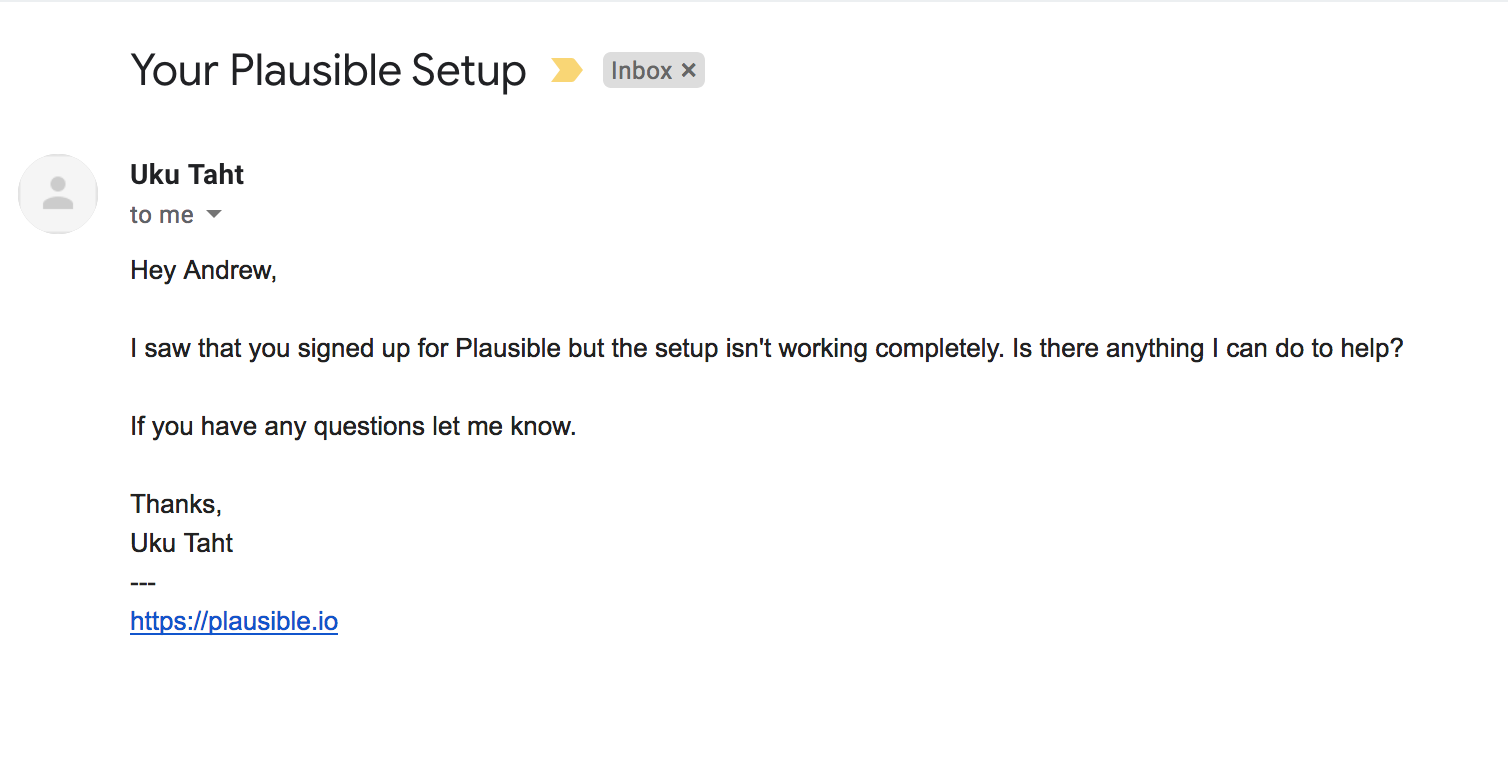 Your Plausible Setup Inbox ×
Uku Taht
to me
Hey Andrew,
I saw that you signed up for Plausible but the setup isn't working completely. Is there anything I can do to help?
If you have any questions let me know.
Thanks,
Uku Taht
---
https://plausible.io